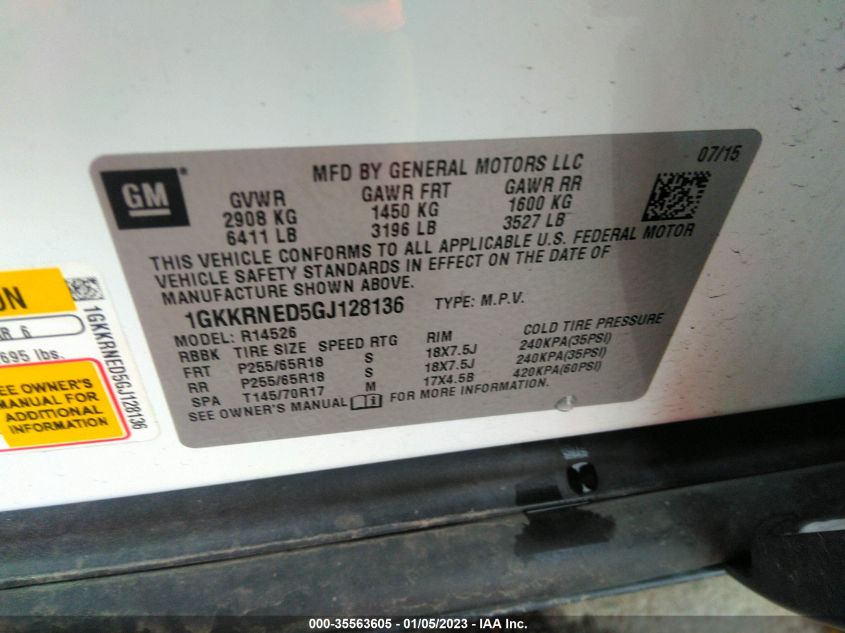 GM
®
MFD BY GENERAL MOTORS LLC
07/15
GVWR GAWR FRT GAWR RR
2908 KG 1450 KG 1600 KG
6411 LB 3196 LB 3527 LB
THIS VEHICLE CONFORMS TO ALL APPLICABLE U.S. FEDERAL MOTOR
VEHICLE SAFETY STANDARDS IN EFFECT ON THE DATE OF
MANUFACTURE SHOWN ABOVE.
1GKKRNED5GJ128136 TYPE: M.P.V.
MODEL: R14526
RBBK TIRE SIZE SPEED RTG RIM COLD TIRE PRESSURE
FRT P255/65R18 S 18X7.5J 240KPA(35PSI)
RR P255/65R18 S 18X7.5J 240KPA(35PSI)
SPA T145/70R17 M 17X4.5B 420KPA(60PSI)
SEE OWNER'S MANUAL FOR MORE INFORMATION.
ON
R 6
695 lbs.
SEE OWNER'S
MANUAL FOR
ADDITIONAL
INFORMATION
1GKKRNED5GJ128136
000-35563605 - 01/05/2023 - IAA Inc.